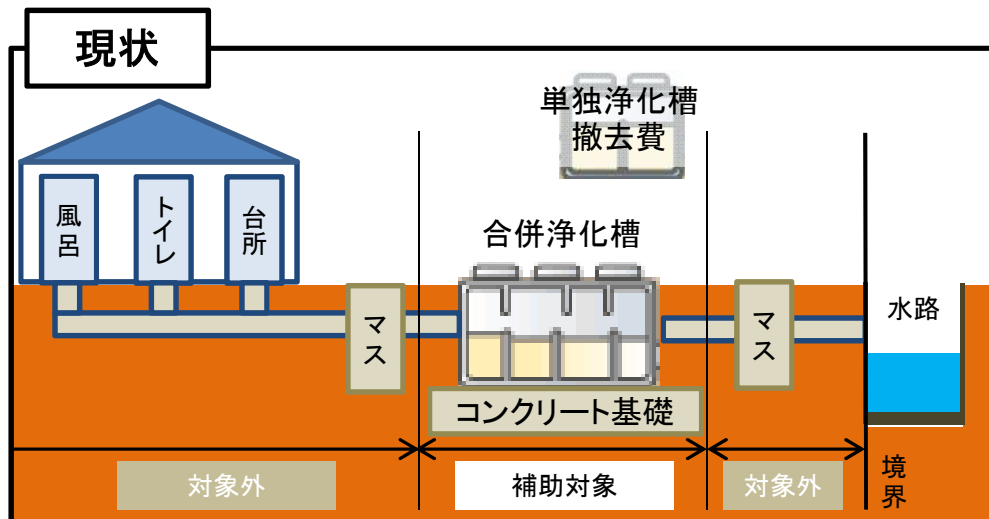 現状
単独浄化槽
撤去費
風呂
トイレ
台所
合併浄化槽
マス
マス
水路
コンクリート基礎
対象外
補助対象
対象外
境界